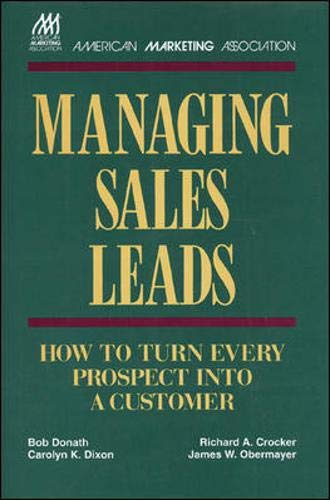 AMERICAN
MARKETING
ASSOCIATION
AMERICAN MARKETING ASSOCIATION
MANAGING
SALES
LEADS
HOW TO TURN EVERY
PROSPECT INTO
A CUSTOMER
Bob Donath
Carolyn K. Dixon
Richard A. Crocker
James W. Obermayer